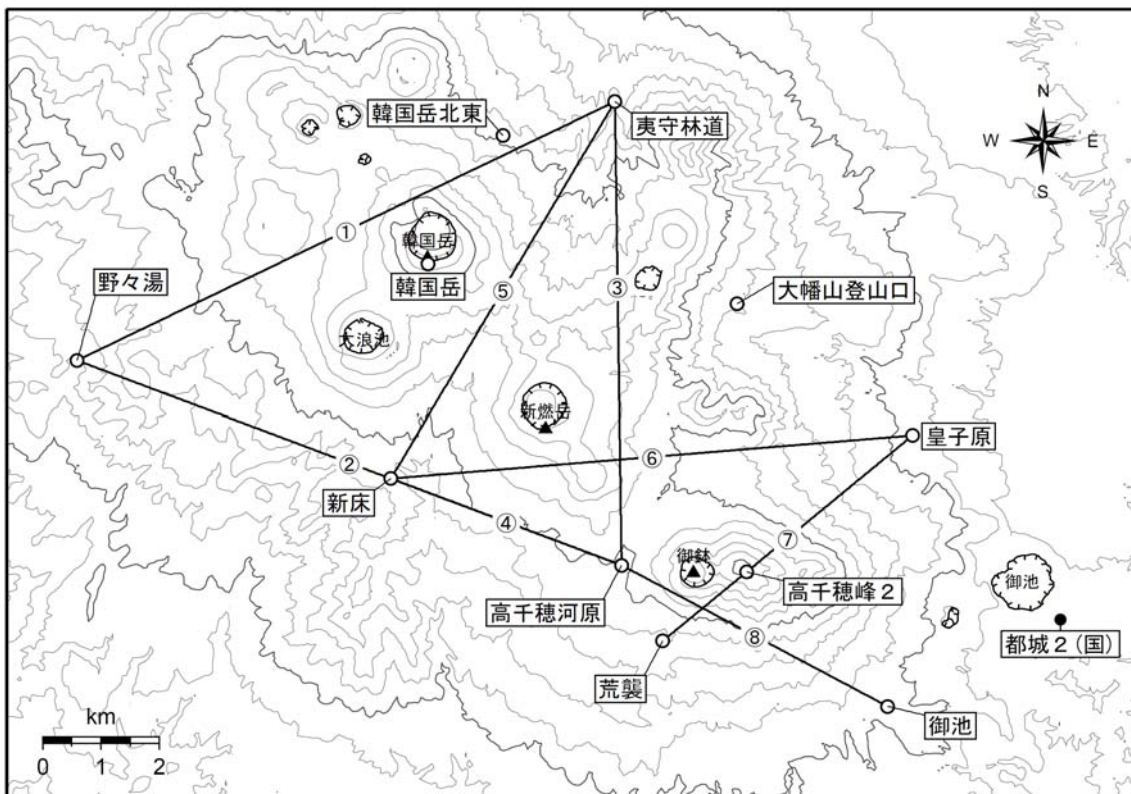 韓国岳北東
夷守林道
N
W
E
S
①
韓国岳
韓国岳
⑤
③
野々湯
大幡山登山口
大浪池
新燃岳
皇子原
②
⑥
新床
④
⑦
御鉢
高千穂峰2
御池
高千穂河原
⑧
都城2(国)
荒襲
御池
km
0
1
2